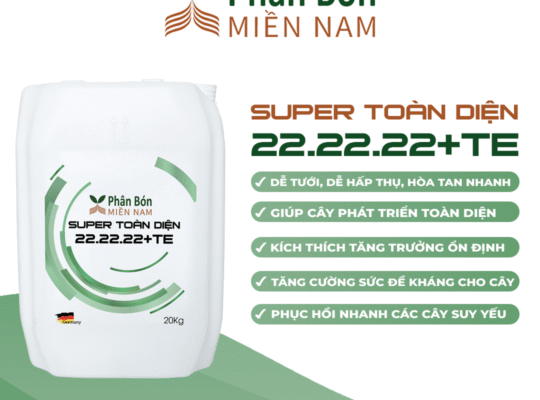 Phân Bón
MIỀN NAM
SUPER TOÀN DIỆN
22.22.22+TE
DỄ TƯỚI, DỄ HẤP THỤ, HÒA TAN NHANH
GIÚP CÂY PHÁT TRIỂN TOÀN DIỆN
KÍCH THÍCH TĂNG TRƯỞNG ỔN ĐỊNH
TĂNG CƯỜNG SỨC ĐỀ KHÁNG CHO CÂY
PHỤC HỒI NHANH CÁC CÂY SUY YẾU
Phân Bón
MIỀN NAM
SUPER TOÀN DIỆN
22.22.22+TE
Germany
20Kg